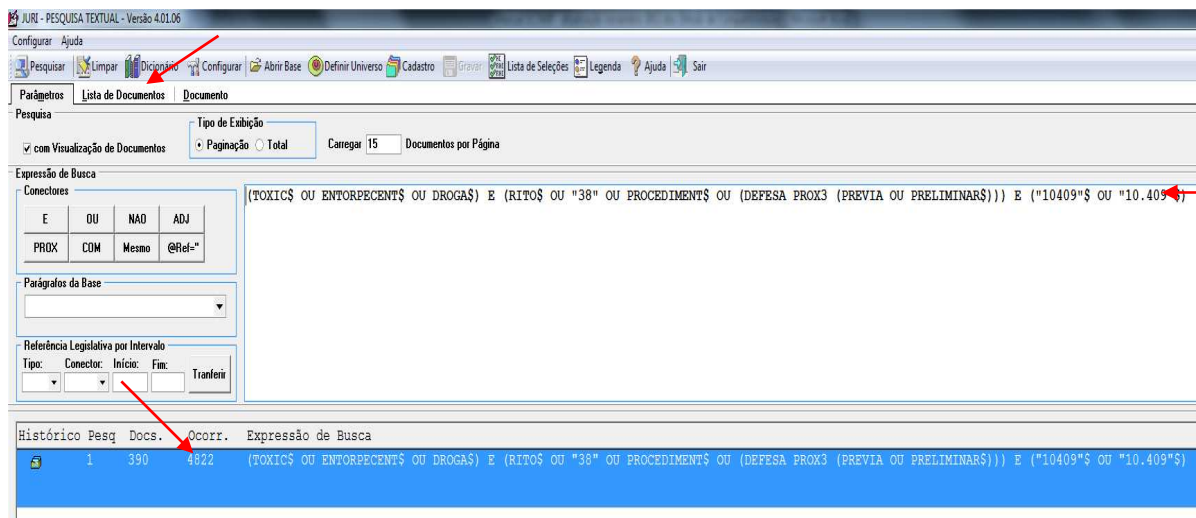 JURI - PESQUISA TEXTUAL - Versão 4.01.06
Configurar Ajuda
Pesquisar Limpar Dicionário Configurar Abrir Base Definir Universo Cadastro Gravar Lista de Seleções Legenda Ajuda Sair
Parâmetros Lista de Documentos Documento
Pesquisa
com Visualização de Documentos
Tipo de Exibição
Paginação Total
Carregar 15 Documentos por Página
Expressão de Busca
Conectores
E OU NAO ADJ
PROX COM Mesmo @Ref="
(TOXIC$ OU ENTORPECENT$ OU DROGA$) E (RITO$ OU "38" OU PROCEDIMENT$ OU (DEFESA PROX3 (PREVIA OU PRELIMINAR$))) E ("10409"$ OU "10.409"$)
Parágrafos da Base
Referência Legislativa por Intervalo
Tipo: Conector: Início: Fim:
Tranferir
Histórico Pesq Docs. Ocorr. Expressão de Busca
1 390 4822 (TOXIC$ OU ENTORPECENT$ OU DROGA$) E (RITO$ OU "38" OU PROCEDIMENT$ OU (DEFESA PROX3 (PREVIA OU PRELIMINAR$))) E ("10409"$ OU "10.409"$)